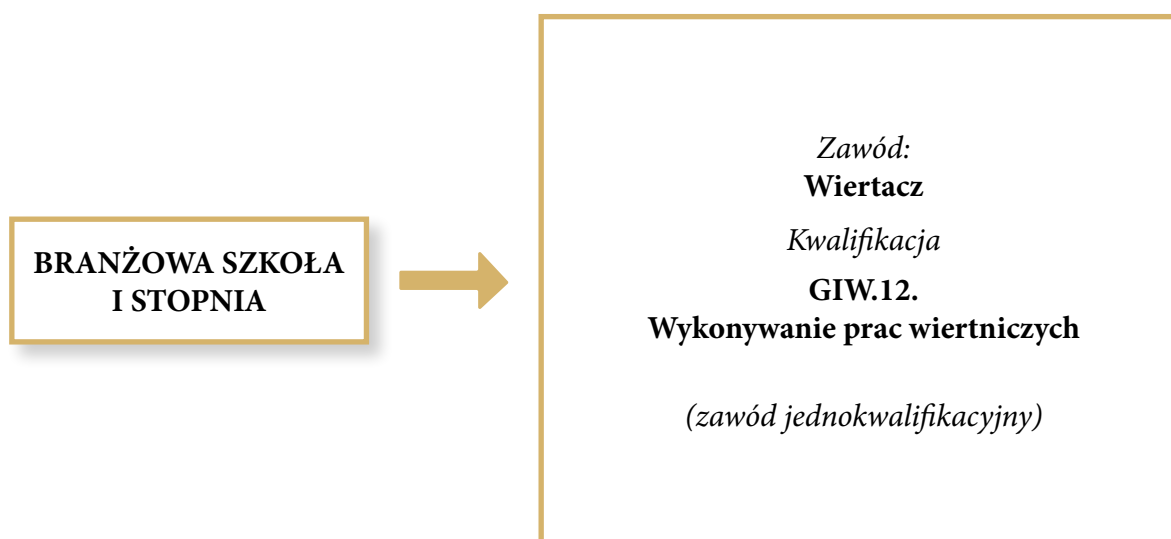 BRANŻOWA SZKOŁA
I STOPNIA
Zawód:
Wiertacz
Kwalifikacja
GIW.12.
Wykonywanie prac wiertniczych
(zawód jednokwalifikacyjny)